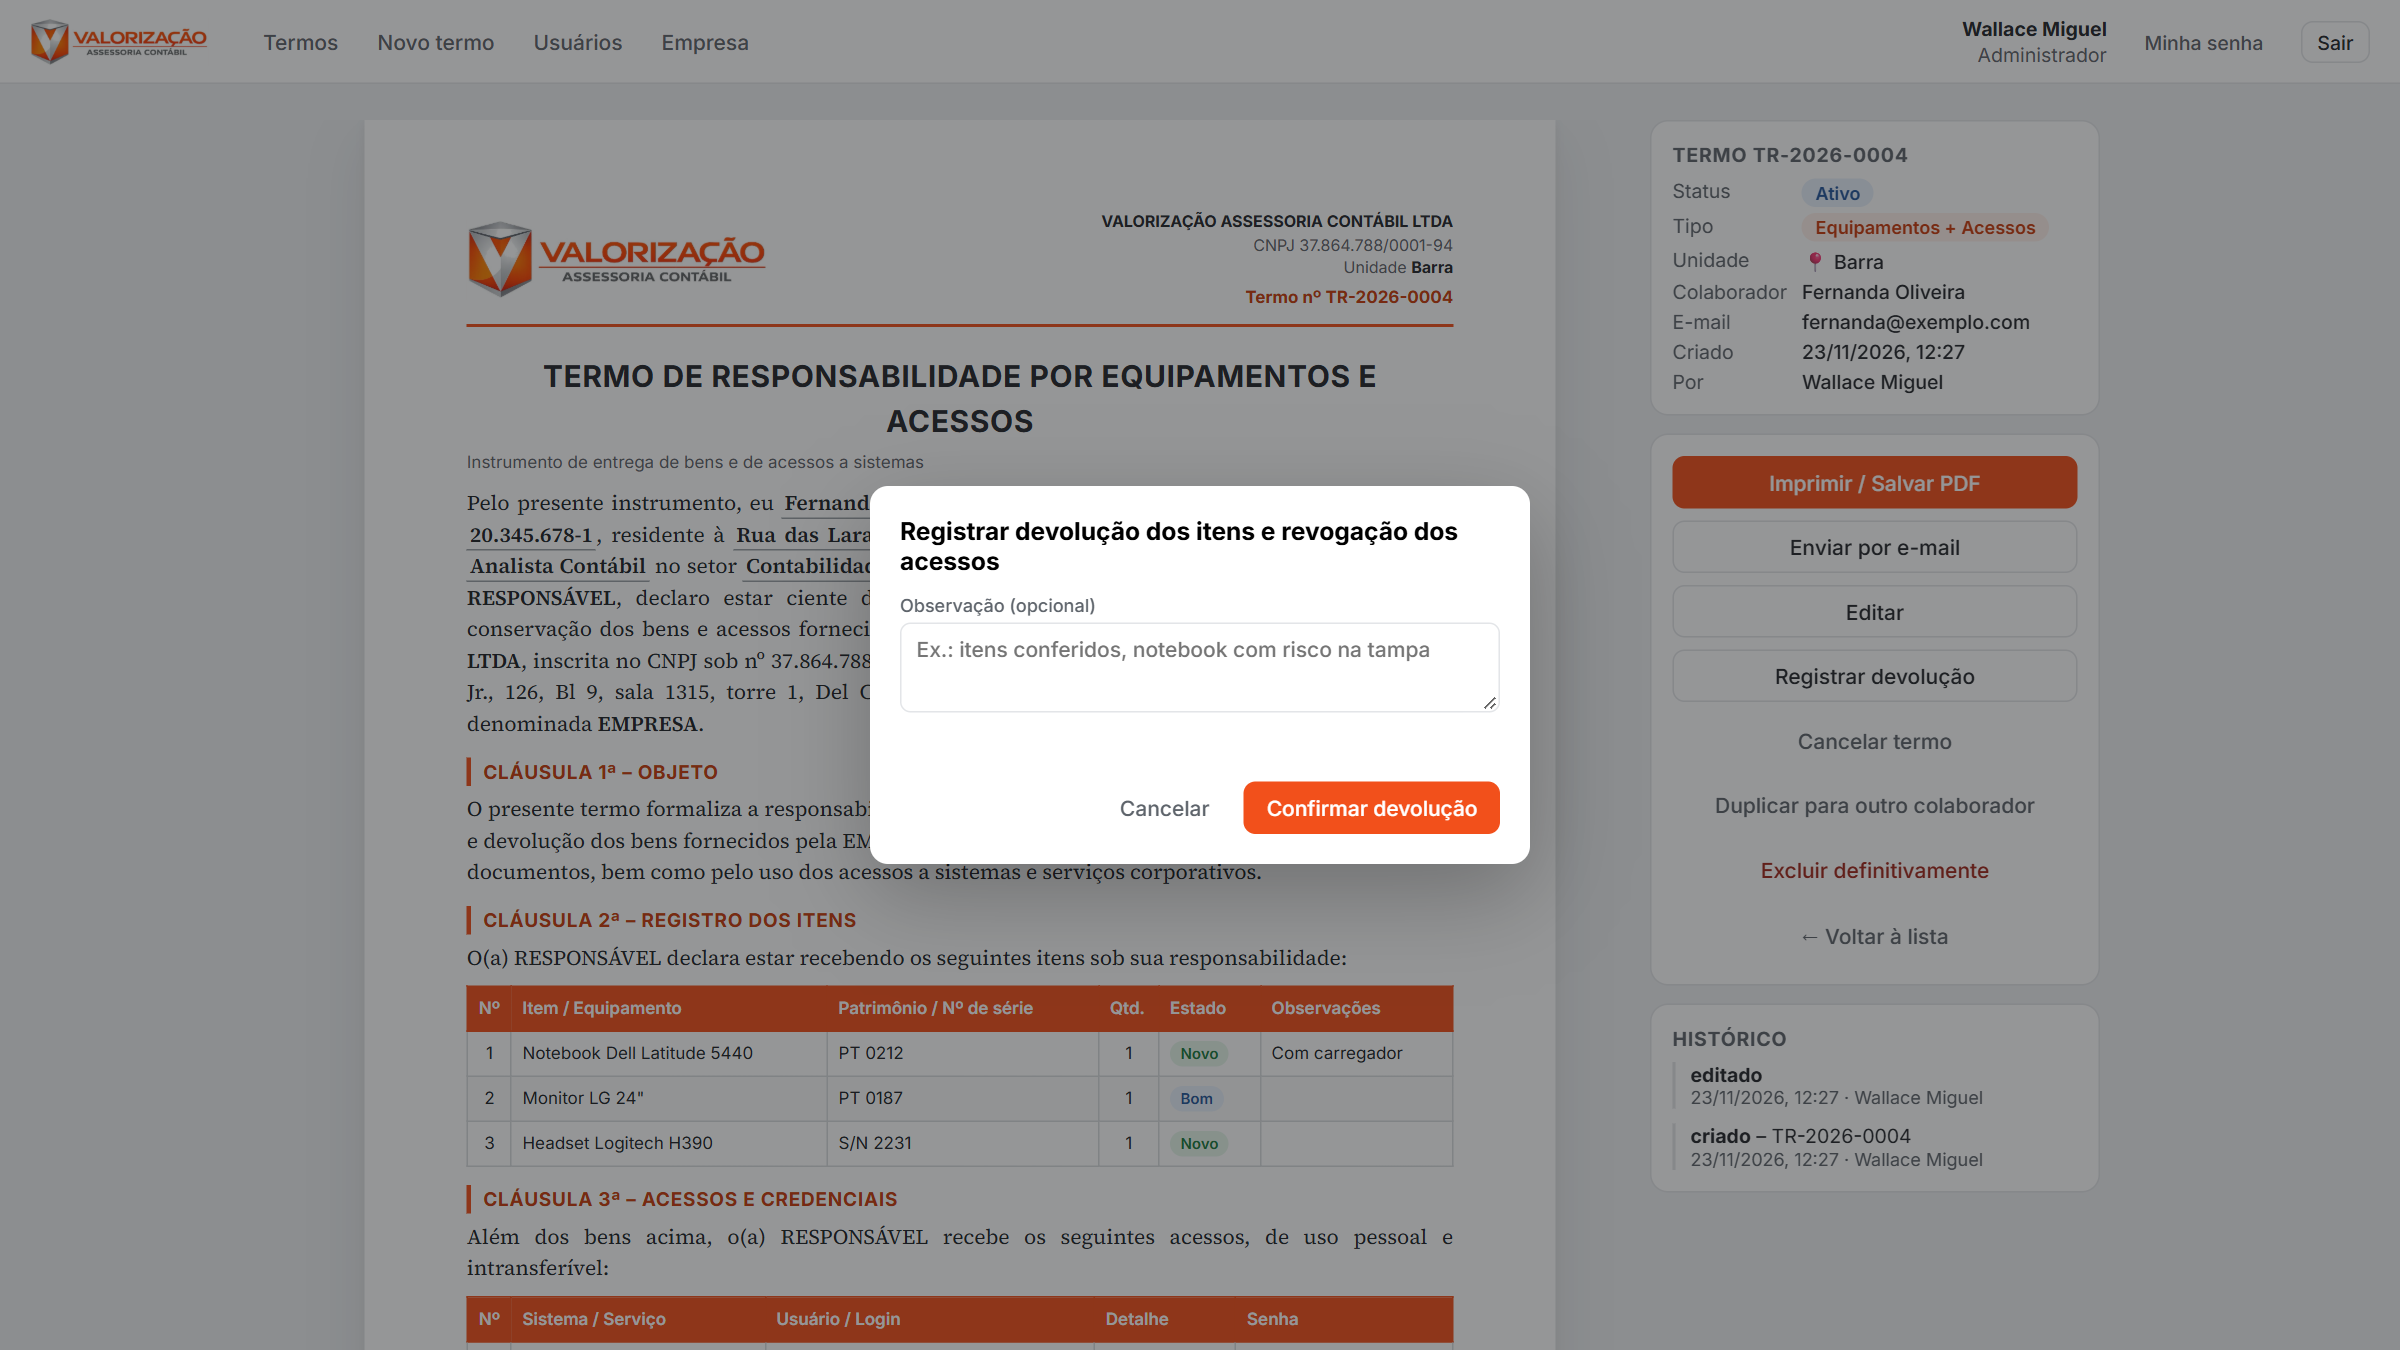 VALORIZAÇÃO
ASSESSORIA CONTÁBIL
Termos
Novo termo
Usuários
Empresa
Wallace Miguel
Administrador
Minha senha
Sair
VALORIZAÇÃO
ASSESSORIA CONTÁBIL
VALORIZAÇÃO ASSESSORIA CONTÁBIL LTDA
CNPJ 37.864.788/0001-94
Unidade Barra
Termo nº TR-2026-0004
TERMO DE RESPONSABILIDADE POR EQUIPAMENTOS E
ACESSOS
Instrumento de entrega de bens e de acessos a sistemas
Pelo presente instrumento, eu Fernand
20.345.678-1, residente à Rua das Lara
Analista Contábil no setor Contabilidad
RESPONSÁVEL, declaro estar ciente d
conservação dos bens e acessos forneci
LTDA, inscrita no CNPJ sob nº 37.864.788
Jr., 126, Bl 9, sala 1315, torre 1, Del C
denominada EMPRESA.
CLÁUSULA 1ª – OBJETO
O presente termo formaliza a responsabi
e devolução dos bens fornecidos pela EM
documentos, bem como pelo uso dos acessos a sistemas e serviços corporativos.
CLÁUSULA 2ª – REGISTRO DOS ITENS
O(a) RESPONSÁVEL declara estar recebendo os seguintes itens sob sua responsabilidade:
Nº Item / Equipamento Patrimônio / Nº de série Qtd. Estado Observações
1 Notebook Dell Latitude 5440 PT 0212 1 Novo Com carregador
2 Monitor LG 24" PT 0187 1 Bom
3 Headset Logitech H390 S/N 2231 1 Novo
CLÁUSULA 3ª – ACESSOS E CREDENCIAIS
Além dos bens acima, o(a) RESPONSÁVEL recebe os seguintes acessos, de uso pessoal e
intransferível:
Nº Sistema / Serviço Usuário / Login Detalhe Senha
Registrar devolução dos itens e revogação dos
acessos
Observação (opcional)
Ex.: itens conferidos, notebook com risco na tampa
Cancelar
Confirmar devolução
TERMO TR-2026-0004
Status Ativo
Tipo Equipamentos + Acessos
Unidade 📍 Barra
Colaborador Fernanda Oliveira
E-mail fernanda@exemplo.com
Criado 23/11/2026, 12:27
Por Wallace Miguel
Imprimir / Salvar PDF
Enviar por e-mail
Editar
Registrar devolução
Cancelar termo
Duplicar para outro colaborador
Excluir definitivamente
← Voltar à lista
HISTÓRICO
editado
23/11/2026, 12:27 · Wallace Miguel
criado – TR-2026-0004
23/11/2026, 12:27 · Wallace Miguel